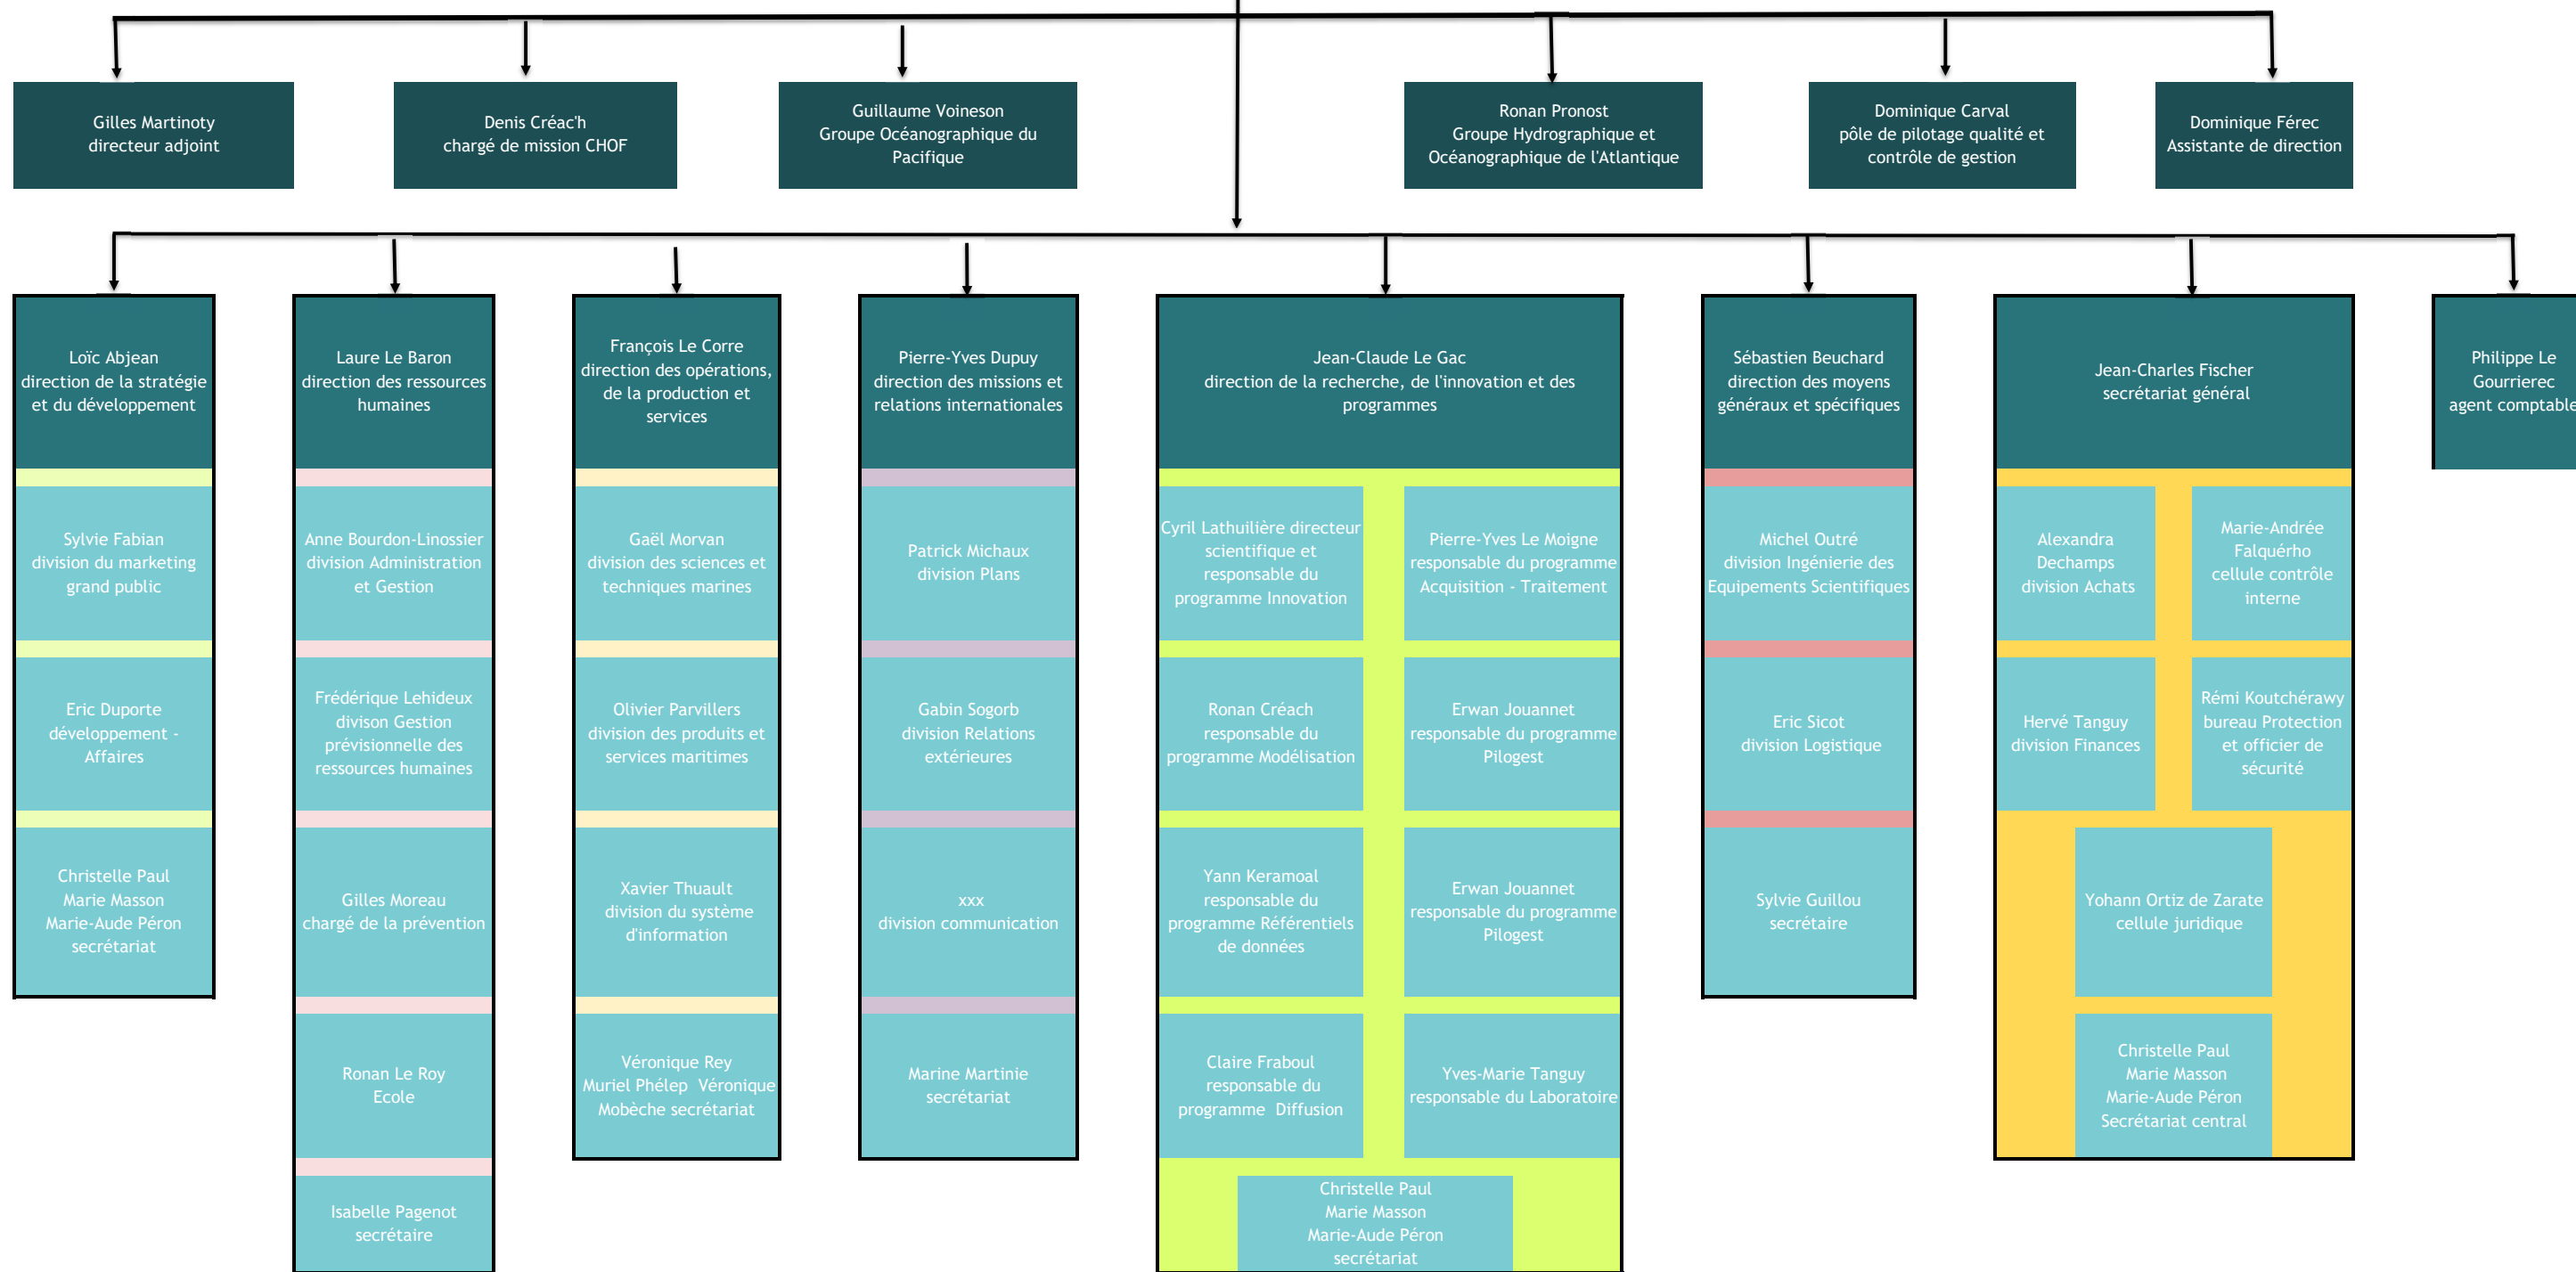 Gilles Martinoty
directeur adjoint
Denis Créac'h
chargé de mission CHOF
Guillaume Voineson
Groupe Océanographique du
Pacifique
Ronan Pronost
Groupe Hydrographique et
Océanographique de l'Atlantique
Dominique Carval
pôle de pilotage qualité et
contrôle de gestion
Dominique Férec
Assistante de direction
Loïc Abjean
direction de la stratégie
et du développement
Sylvie Fabian
division du marketing
grand public
Eric Duporte
développement -
Affaires
Christelle Paul
Marie Masson
Marie-Aude Péron
secrétariat
Laure Le Baron
direction des ressources
humaines
Anne Bourdon-Linossier
division Administration
et Gestion
Frédérique Lehideux
divison Gestion
prévisionnelle des
ressources humaines
Gilles Moreau
chargé de la prévention
Ronan Le Roy
Ecole
Isabelle Pagenot
secrétaire
François Le Corre
direction des opérations,
de la production et
services
Gaël Morvan
division des sciences et
techniques marines
Olivier Parvillers
division des produits et
services maritimes
Xavier Thuault
division du système
d'information
Véronique Rey
Muriel Phélep  Véronique
Mobèche secrétariat
Pierre-Yves Dupuy
direction des missions et
relations internationales
Patrick Michaux
division Plans
Gabin Sogorb
division Relations
extérieures
xxx
division communication
Marine Martinie
secrétariat
Jean-Claude Le Gac
direction de la recherche, de l'innovation et des
programmes
Cyril Lathuilière directeur
scientifique et
responsable du
programme Innovation
Pierre-Yves Le Moigne
responsable du programme
Acquisition - Traitement
Ronan Créach
responsable du
programme Modélisation
Erwan Jouannet
responsable du programme
Pilogest
Yann Keramoal
responsable du
programme Référentiels
de données
Erwan Jouannet
responsable du programme
Pilogest
Claire Fraboul
responsable du
programme  Diffusion
Yves-Marie Tanguy
responsable du Laboratoire
Christelle Paul
Marie Masson
Marie-Aude Péron
secrétariat
Sébastien Beuchard
direction des moyens
généraux et spécifiques
Michel Outré
division Ingénierie des
Equipements Scientifiques
Eric Sicot
division Logistique
Sylvie Guillou
secrétaire
Jean-Charles Fischer
secrétariat général
Alexandra
Dechamps
division Achats
Marie-Andrée
Falquérho
cellule contrôle
interne
Hervé Tanguy
division Finances
Rémi Koutchérawy
bureau Protection
et officier de
sécurité
Yohann Ortiz de Zarate
cellule juridique
Christelle Paul
Marie Masson
Marie-Aude Péron
Secrétariat central
Philippe Le
Gourrierec
agent comptable